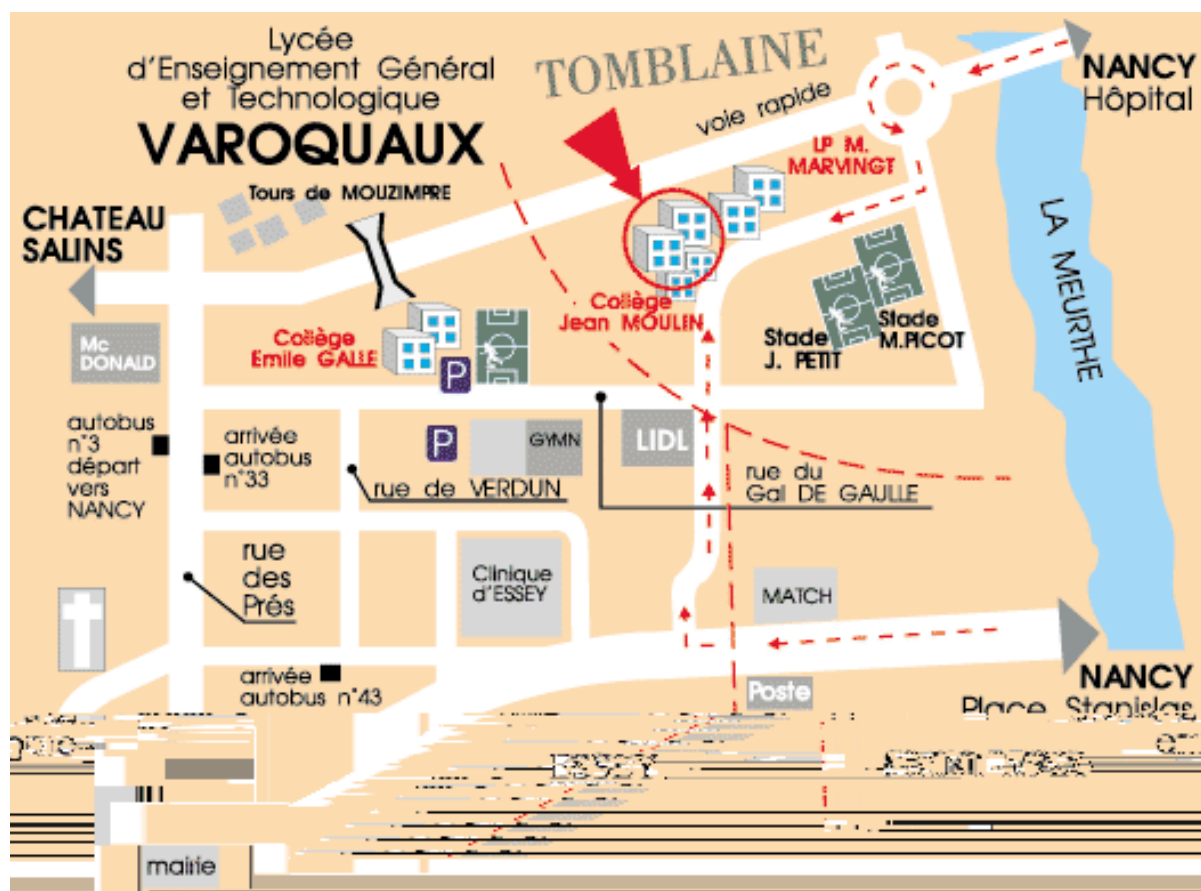 Lycée
d'Enseignement Général
et Technologique
VAROQUAUX
TOMBLAINE
voie rapide
NANCY
Hôpital
LP M.
MARVINGT
Tours de MOUZIMPRE
CHATEAU
SALINS
LA MEURTHE
Collège
Jean MOULIN
Stade
M.PICOT
Stade
J. PETIT
Collège
Emile GALLE
Mc
DONALD
P
autobus
n°3
départ
vers
NANCY
arrivée
autobus
n°33
P
GYMN
LIDL
rue de VERDUN
rue du
Gal DE GAULLE
rue
des
Prés
Clinique
d'ESSEY
MATCH
arrivée
autobus n°43
Poste
NANCY
Place Stanislas
ESSEY
mairie